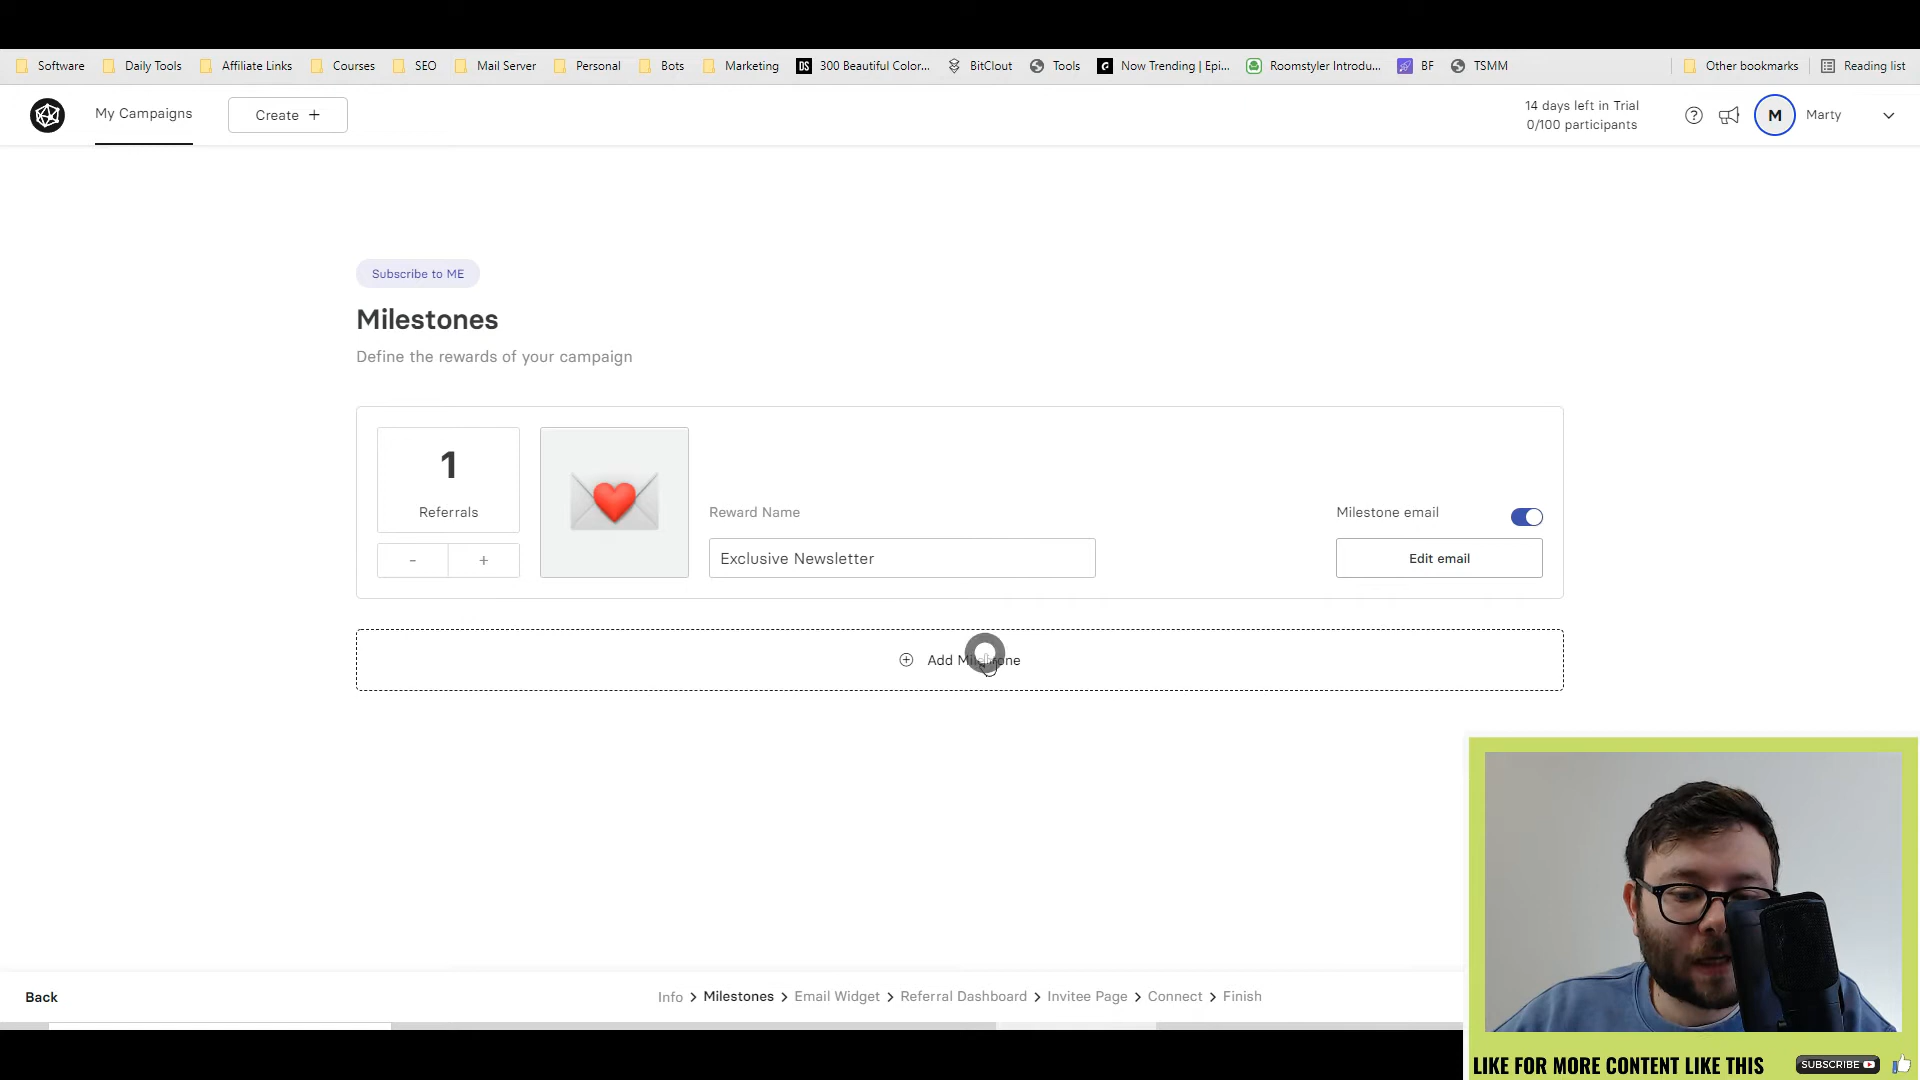 Software Daily Tools Affiliate Links Courses SEO Mail Server Personal Bots Marketing DS 300 Beautiful Color... BitClout Tools Now Trending | Epi... Roomstyler Introdu... BF TSMM Other bookmarks Reading list
My Campaigns Create + 14 days left in Trial
0/100 participants
M Marty
Subscribe to ME
Milestones
Define the rewards of your campaign
1
Referrals
- +
Reward Name
Exclusive Newsletter
Milestone email
Edit email
Add Milestone
Back Info > Milestones > Email Widget > Referral Dashboard > Invitee Page > Connect > Finish
LIKE FOR MORE CONTENT LIKE THIS SUBSCRIBE